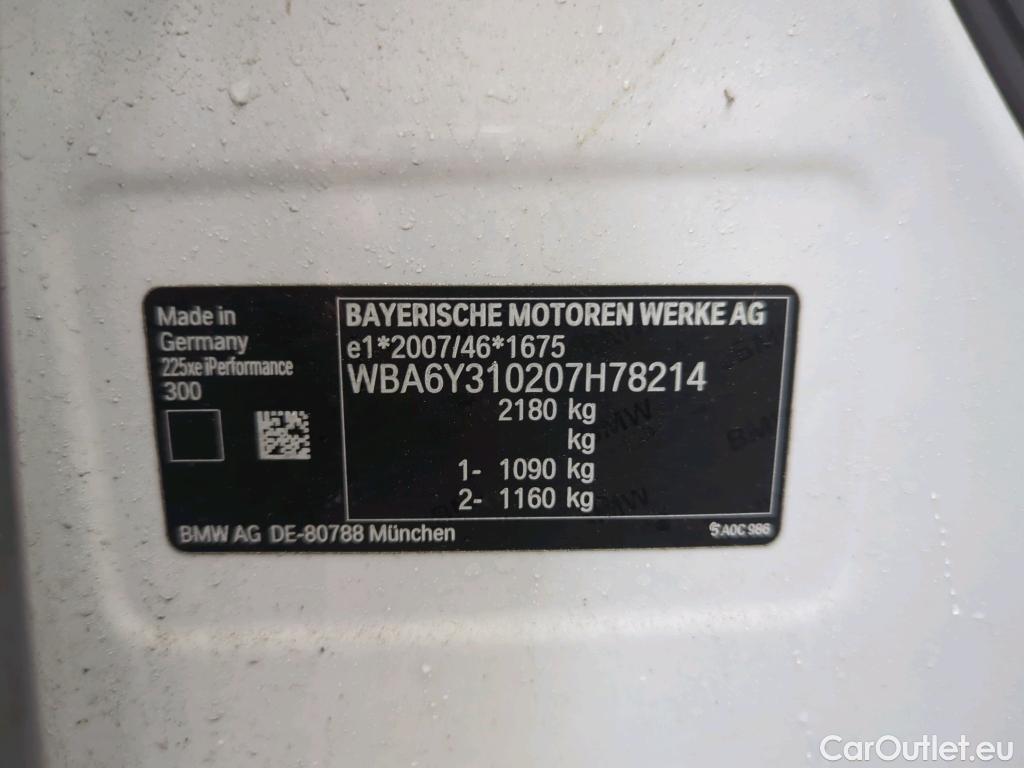 Made in
Germany
225xe iPerformance
300
BAYERISCHE MOTOREN WERKE AG
e1*2007/46*1675
WBA6Y310207H78214
2180 kg
kg
1- 1090 kg
2- 1160 kg
BMW AG DE-80788 München
A0C 986
CarOutlet.eu